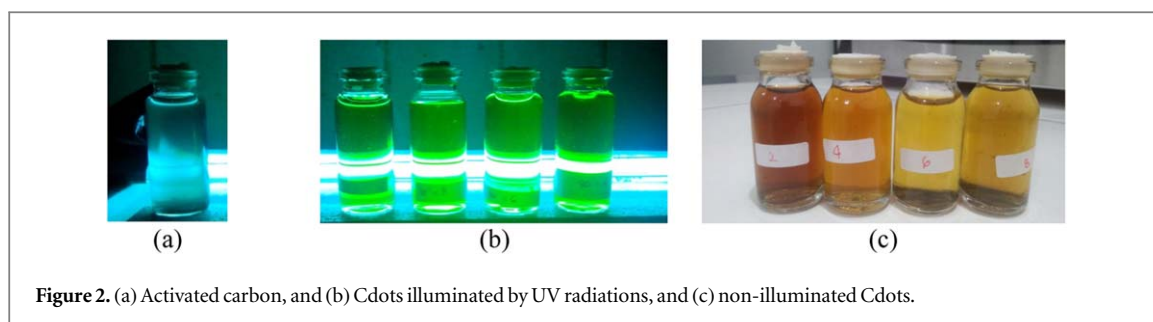 2 4 6 8
(a) (b) (c)
Figure 2. (a) Activated carbon, and (b) Cdots illuminated by UV radiations, and (c) non-illuminated Cdots.